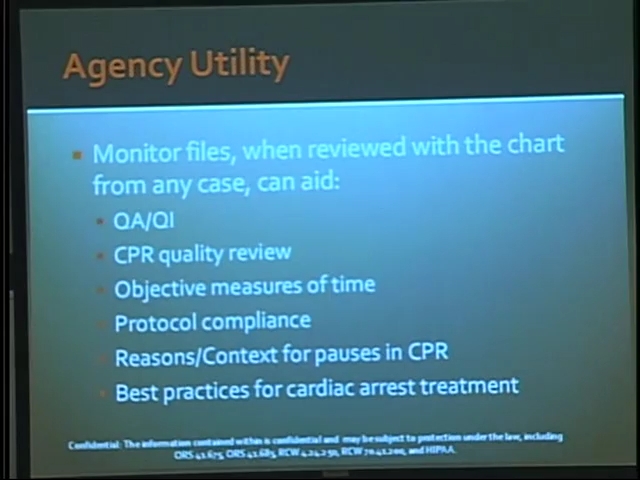 Agency Utility
Monitor files, when reviewed with the chart
from any case, can aid:
QA/QI
CPR quality review
Objective measures of time
Protocol compliance
Reasons/Context for pauses in CPR
Best practices for cardiac arrest treatment
Confidential: The information contained within is confidential and may be subject to protection under the law, including
ORS 41.675, ORS 41.685, RCW 4.24.250, RCW 70.41.200, and HIPAA.